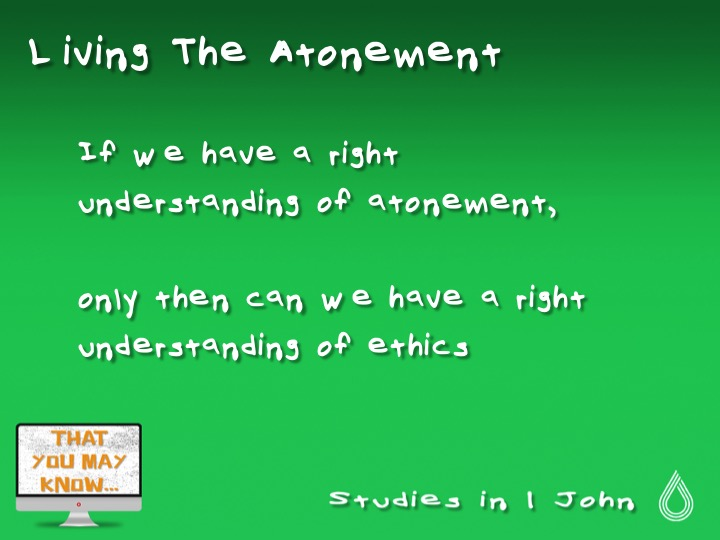 Living The Atonement
If we have a right
understanding of atonement,
only then can we have a right
understanding of ethics
THAT
YOU MAY
KNOW...
Studies in 1 John